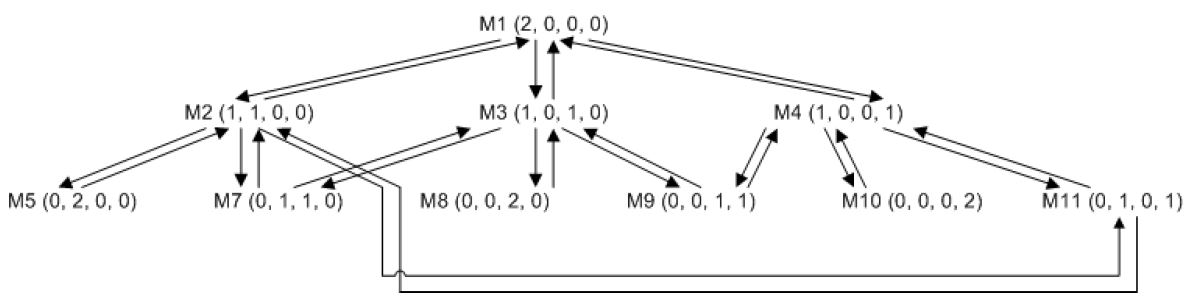 M1 (2, 0, 0, 0)
M2 (1, 1, 0, 0) M3 (1, 0, 1, 0) M4 (1, 0, 0, 1)
M5 (0, 2, 0, 0) M7 (0, 1, 1, 0) M8 (0, 0, 2, 0) M9 (0, 0, 1, 1) M10 (0, 0, 0, 2) M11 (0, 1, 0, 1)